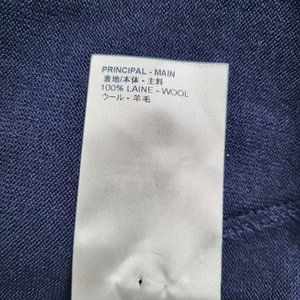 PRINCIPAL - MAIN
表地/本体 - 主料
100% LAINE - WOOL
ウール - 羊毛